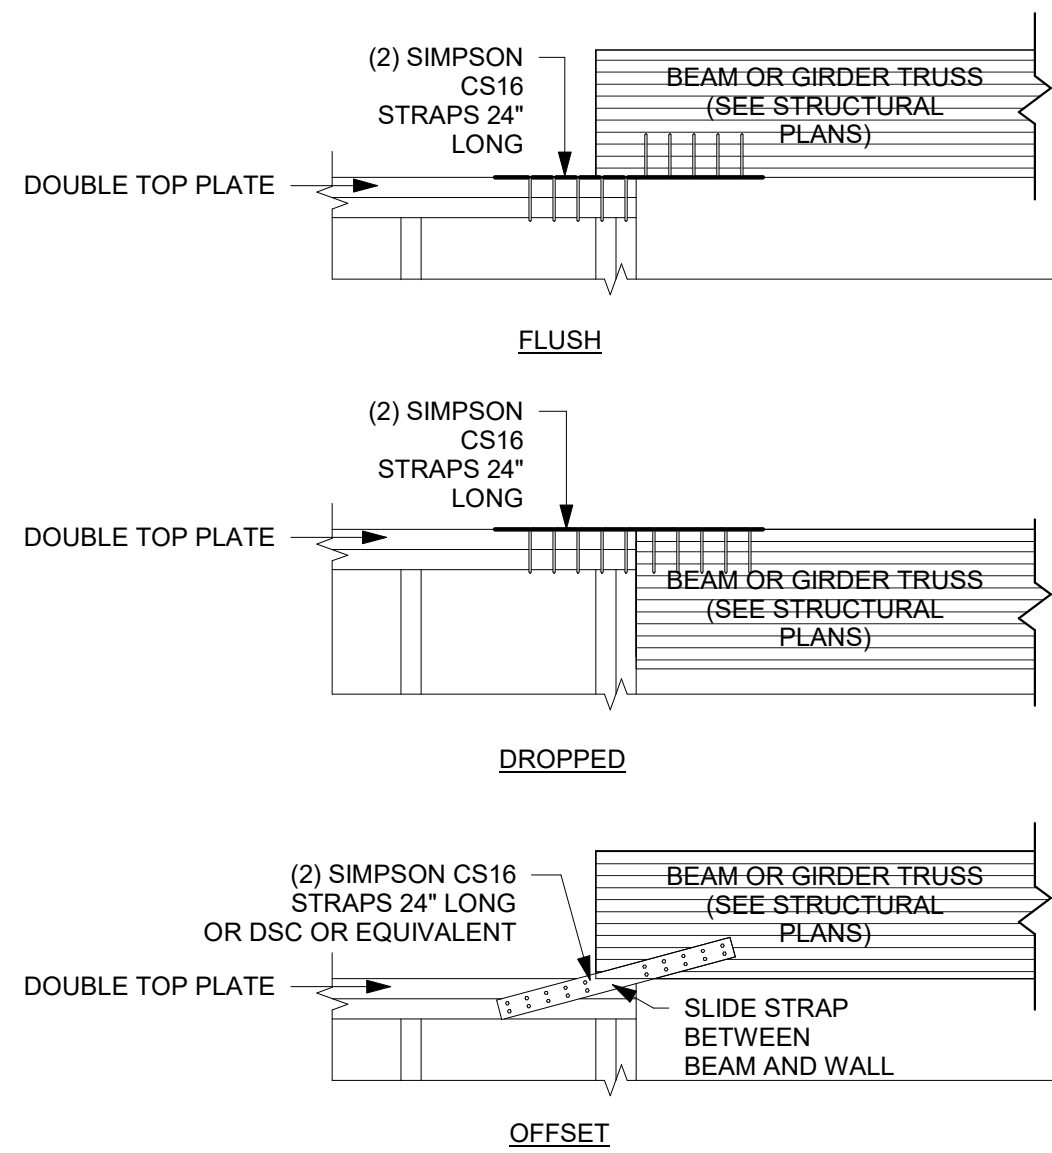 (2) SIMPSON
CS16
STRAPS 24"
LONG
BEAM OR GIRDER TRUSS
(SEE STRUCTURAL
PLANS)
DOUBLE TOP PLATE
FLUSH
(2) SIMPSON
CS16
STRAPS 24"
LONG
DOUBLE TOP PLATE
BEAM OR GIRDER TRUSS
(SEE STRUCTURAL
PLANS)
DROPPED
(2) SIMPSON CS16
STRAPS 24" LONG
OR DSC OR EQUIVALENT
BEAM OR GIRDER TRUSS
(SEE STRUCTURAL
PLANS)
DOUBLE TOP PLATE
SLIDE STRAP
BETWEEN
BEAM AND WALL
OFFSET